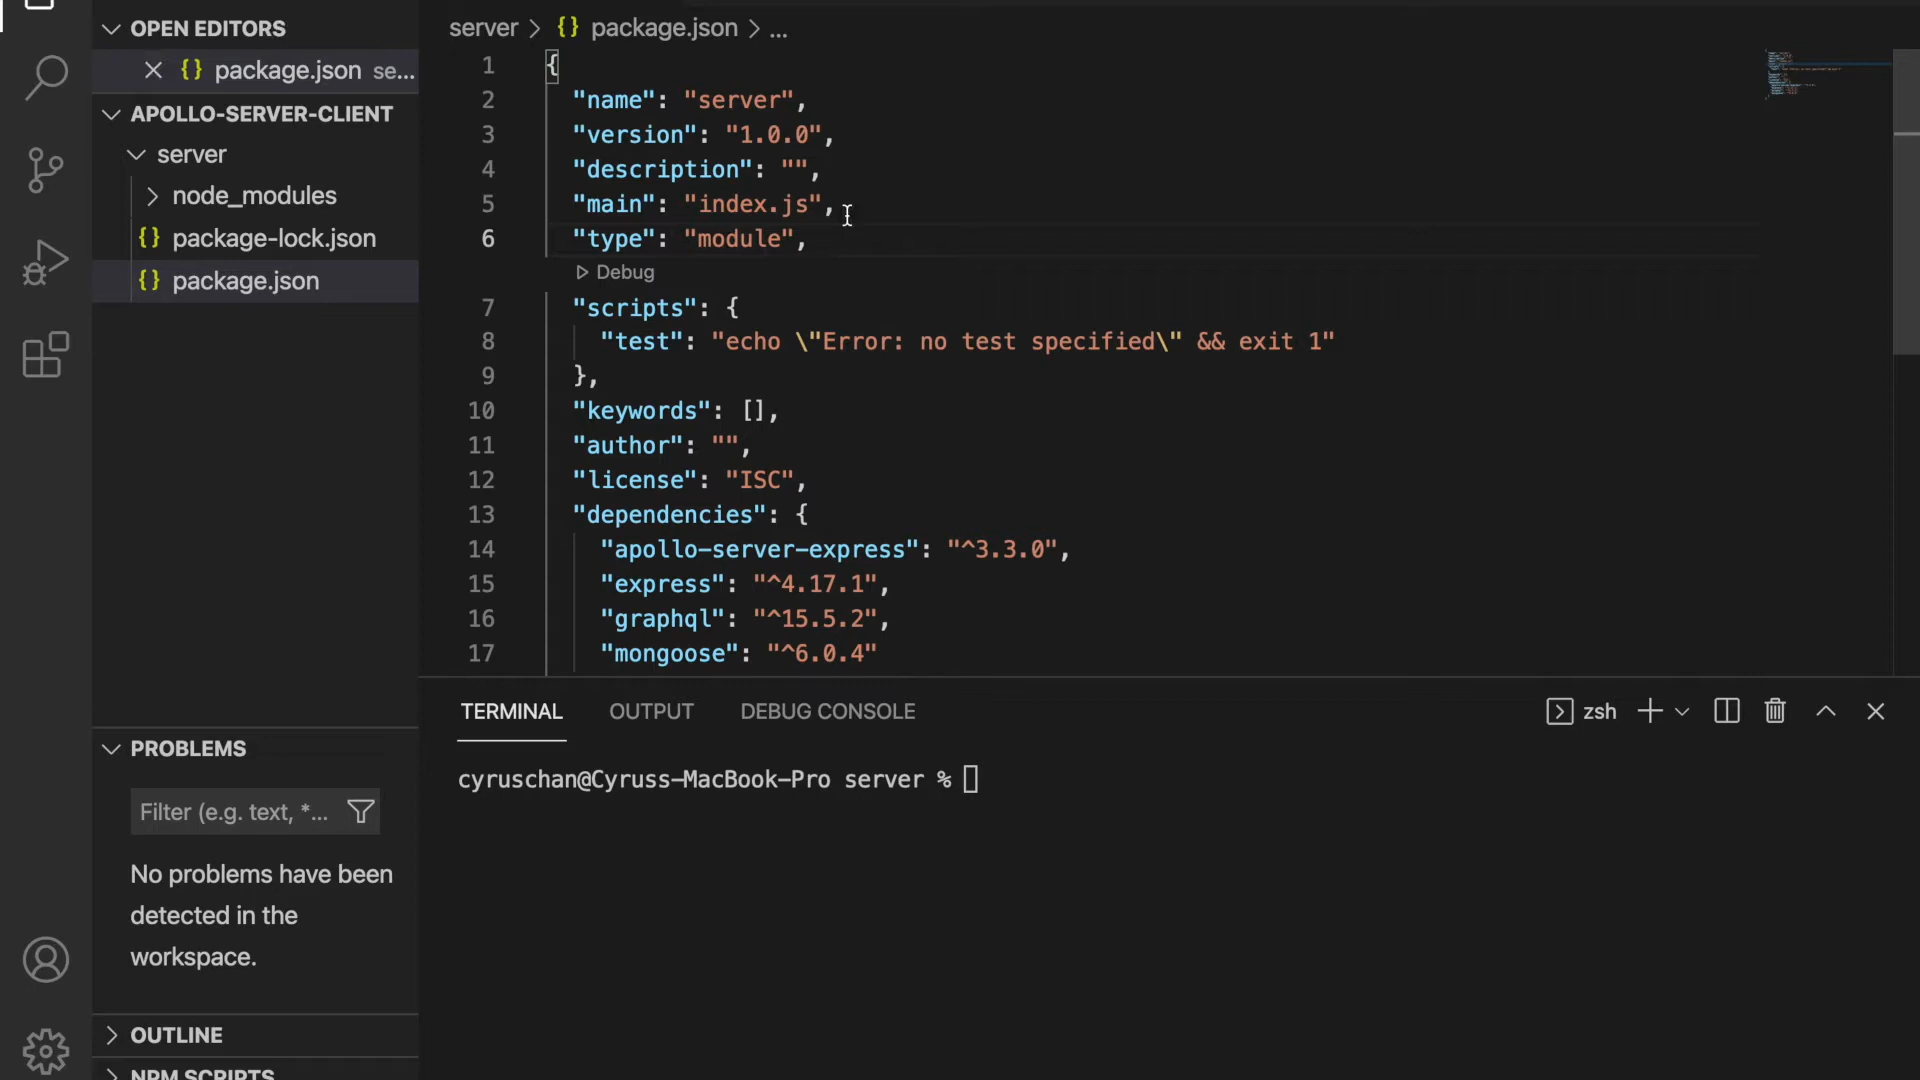 OPEN EDITORS
package.json se...
APOLLO-SERVER-CLIENT
server
node_modules
{} package-lock.json
{} package.json
PROBLEMS
Filter (e.g. text, *...
No problems have been
detected in the
workspace.
OUTLINE
NPM SCRIPTS
server > {} package.json > ...
1 {
2 "name": "server",
3 "version": "1.0.0",
4 "description": "",
5 "main": "index.js",
6 "type": "module",
Debug
7 "scripts": {
8 "test": "echo \"Error: no test specified\" && exit 1"
9 },
10 "keywords": [],
11 "author": "",
12 "license": "ISC",
13 "dependencies": {
14 "apollo-server-express": "^3.3.0",
15 "express": "^4.17.1",
16 "graphql": "^15.5.2",
17 "mongoose": "^6.0.4"
TERMINAL OUTPUT DEBUG CONSOLE
zsh
cyruschan@Cyruss-MacBook-Pro server %